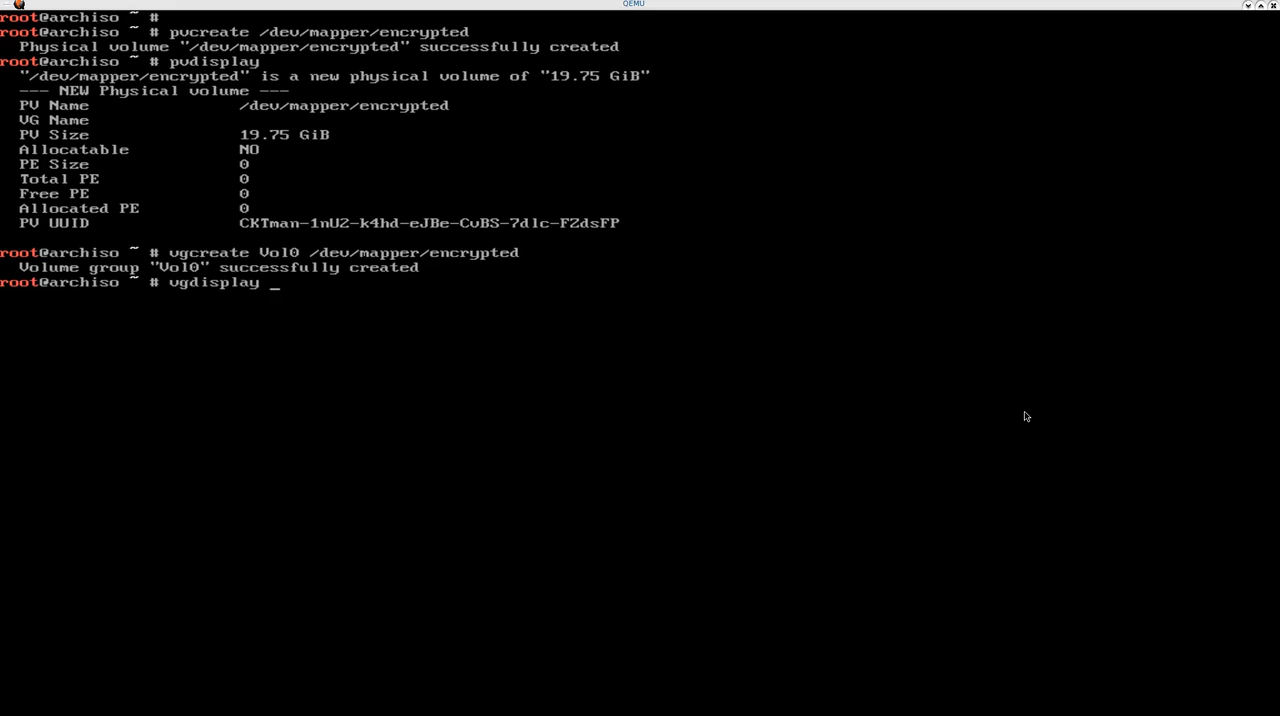 QEMU
root@archiso ~ #
root@archiso ~ # pvcreate /dev/mapper/encrypted
Physical volume "/dev/mapper/encrypted" successfully created
root@archiso ~ # pvdisplay
"/dev/mapper/encrypted" is a new physical volume of "19.75 GiB"
--- NEW Physical volume ---
PV Name /dev/mapper/encrypted
VG Name
PV Size 19.75 GiB
Allocatable NO
PE Size 0
Total PE 0
Free PE 0
Allocated PE 0
PV UUID CKTman-1nU2-k4hd-eJBe-CvBS-7dlc-FZdsFP
root@archiso ~ # vgcreate Vol0 /dev/mapper/encrypted
Volume group "Vol0" successfully created
root@archiso ~ # vgdisplay _